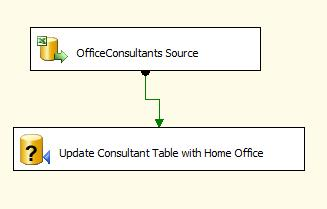 OfficeConsultants Source
Update Consultant Table with Home Office